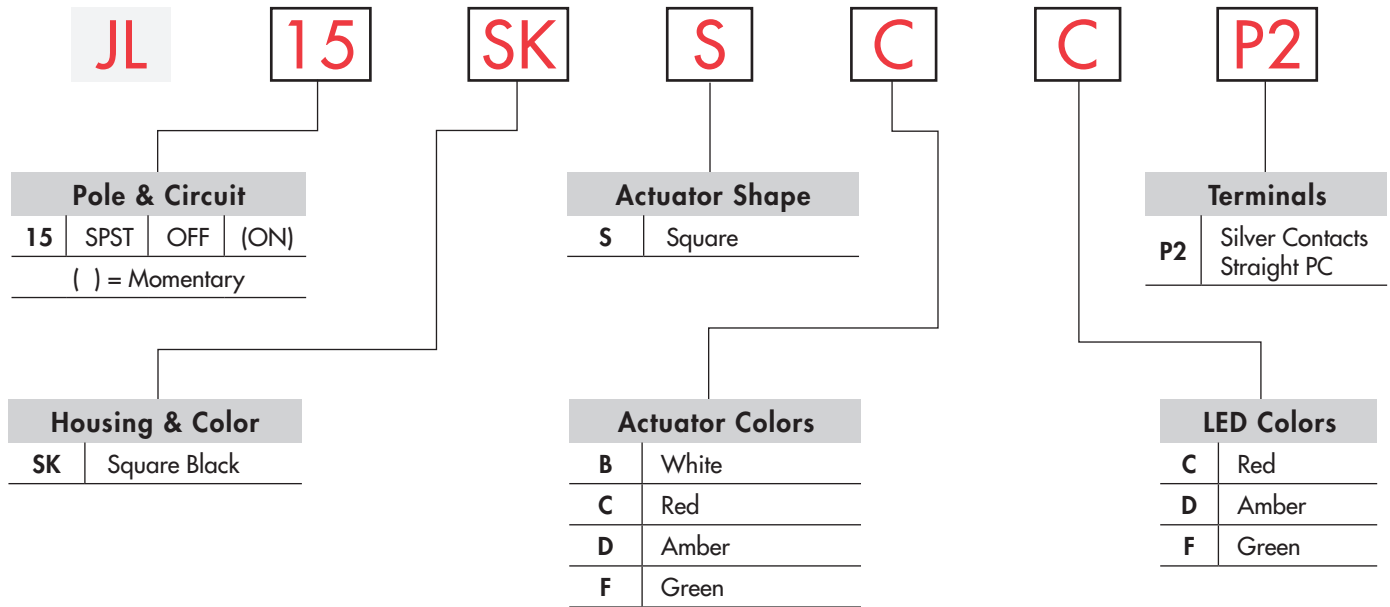 JL 15 SK S C C P2
Pole & Circuit
15 SPST OFF (ON)
( ) = Momentary
Actuator Shape
S Square
Terminals
P2 Silver Contacts
Straight PC
Housing & Color
SK Square Black
Actuator Colors
B White
C Red
D Amber
F Green
LED Colors
C Red
D Amber
F Green